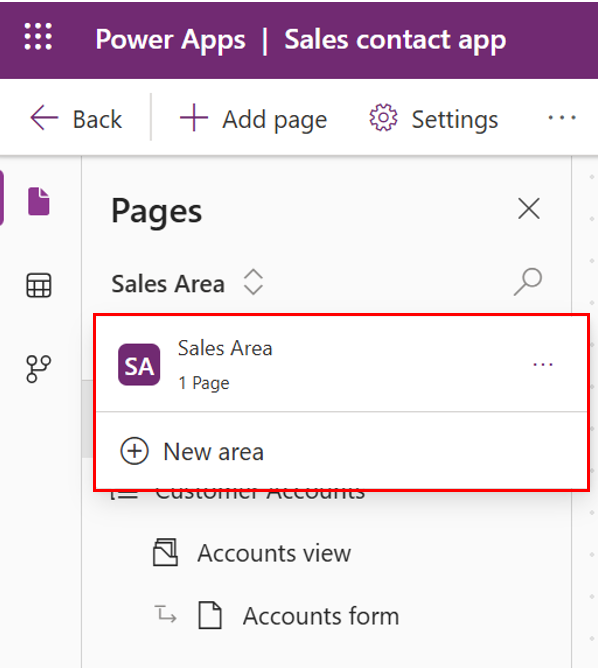 Power Apps | Sales contact app
Back Add page Settings ...
Pages
Sales Area
SA Sales Area ...
1 Page
New area
Customer Accounts
Accounts view
Accounts form